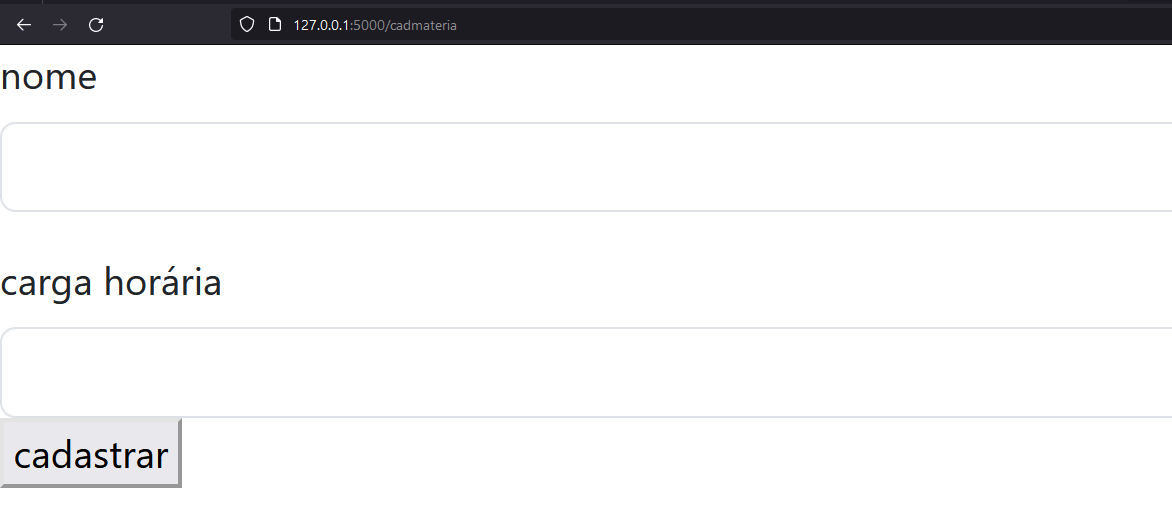 127.0.0.1:5000/cadmateria
nome
carga horária
cadastrar